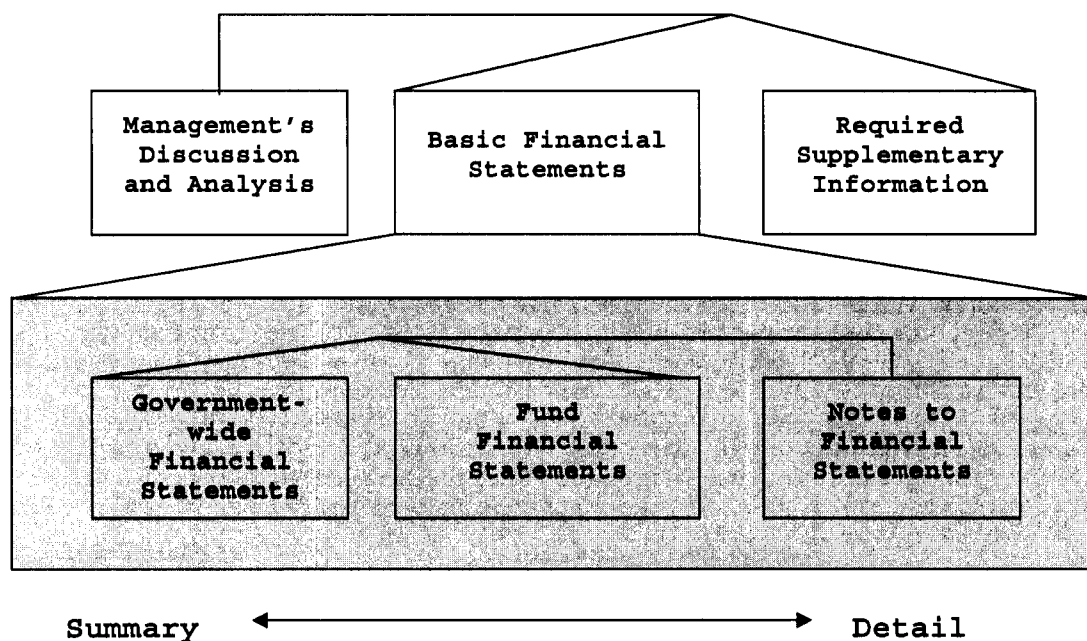 Management's
Discussion
and Analysis
Basic Financial
Statements
Required
Supplementary
Information
Government-
wide
Financial
Statements
Fund
Financial
Statements
Notes to
Financial
Statements
Summary
Detail